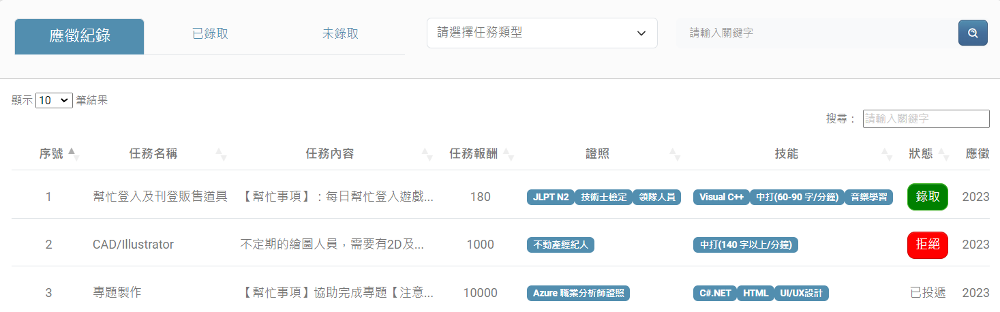 應徵紀錄 已錄取 未錄取 請選擇任務類型 請輸入關鍵字
顯示 10 筆結果
搜尋： 請輸入關鍵字
序號 任務名稱 任務內容 任務報酬 證照 技能 狀態 應徵
1 幫忙登入及刊登販售道具 【幫忙事項】：每日幫忙登入遊戲... 180 JLPT N2 技術士檢定 領隊人員 Visual C++ 中打(60-90 字/分鐘) 音樂學習 錄取 2023
2 CAD/Illustrator 不定期的繪圖人員，需要有2D及... 1000 不動產經紀人 中打(140 字以上/分鐘) 拒絕 2023
3 專題製作 【幫忙事項】協助完成專題【注意... 10000 Azure 職業分析師證照 C#.NET HTML UI/UX設計 已投遞 2023